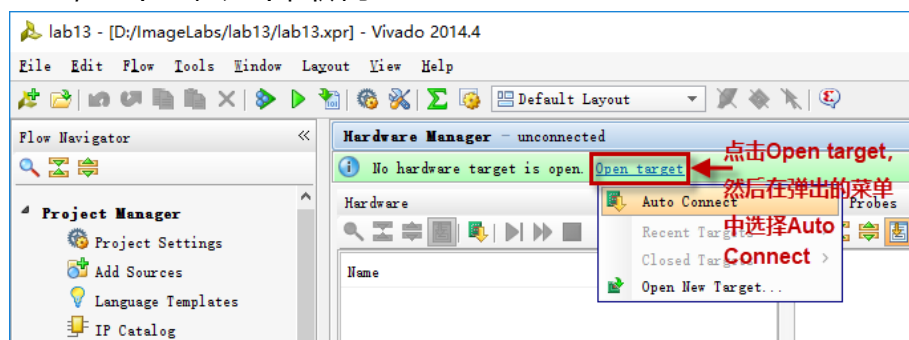 lab13 - [D:/ImageLabs/lab13/lab13.xpr] - Vivado 2014.4
File Edit Flow Tools Window Layout View Help
Default Layout
Flow Navigator
Hardware Manager - unconnected
No hardware target is open. Open target
点击Open target,
然后在弹出的菜单
中选择Auto
Connect
Hardware
Auto Connect
Probes
Project Manager
Recent Targets
Project Settings
Closed Targets
Add Sources
Name
Open New Target...
Language Templates
IP Catalog